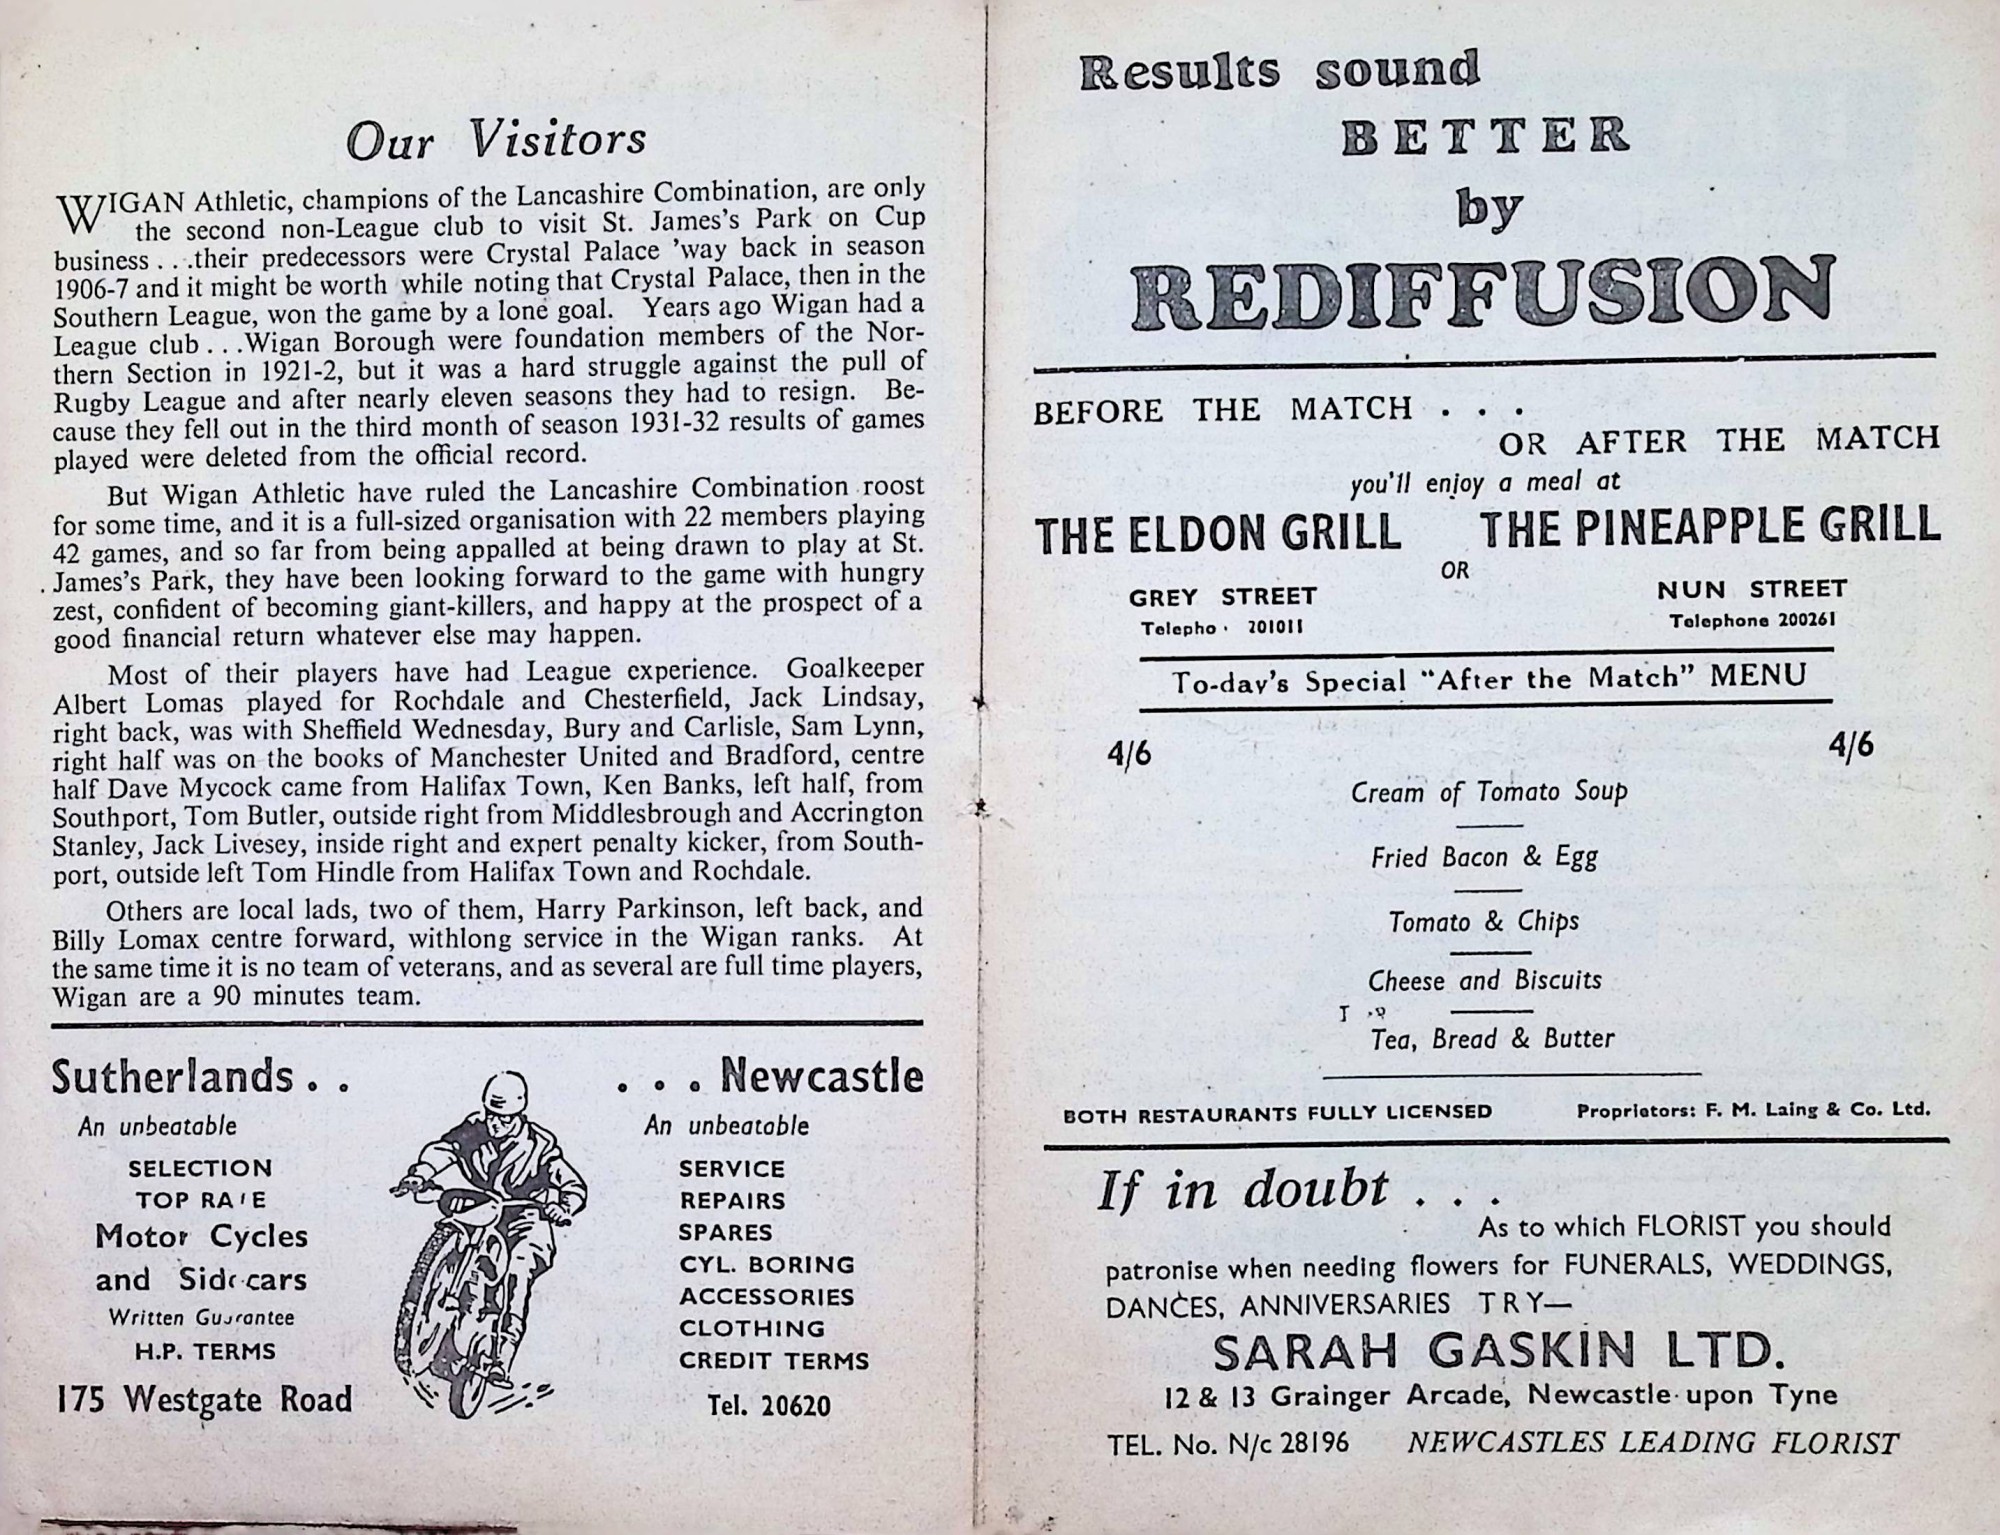 Our Visitors
WIGAN Athletic, champions of the Lancashire Combination, are only
the second non-League club to visit St. James's Park on Cup
business . . .their predecessors were Crystal Palace 'way back in season
1906-7 and it might be worth while noting that Crystal Palace, then in the
Southern League, won the game by a lone goal. Years ago Wigan had a
League club . . .Wigan Borough were foundation members of the Nor-
thern Section in 1921-2, but it was a hard struggle against the pull of
Rugby League and after nearly eleven seasons they had to resign. Be-
cause they fell out in the third month of season 1931-32 results of games
played were deleted from the official record.
But Wigan Athletic have ruled the Lancashire Combination roost
for some time, and it is a full-sized organisation with 22 members playing
42 games, and so far from being appalled at being drawn to play at St.
James's Park, they have been looking forward to the game with hungry
zest, confident of becoming giant-killers, and happy at the prospect of a
good financial return whatever else may happen.
Most of their players have had League experience. Goalkeeper
Albert Lomas played for Rochdale and Chesterfield, Jack Lindsay,
right back, was with Sheffield Wednesday, Bury and Carlisle, Sam Lynn,
right half was on the books of Manchester United and Bradford, centre
half Dave Mycock came from Halifax Town, Ken Banks, left half, from
Southport, Tom Butler, outside right from Middlesbrough and Accrington
Stanley, Jack Livesey, inside right and expert penalty kicker, from South-
port, outside left Tom Hindle from Halifax Town and Rochdale.
Others are local lads, two of them, Harry Parkinson, left back, and
Billy Lomax centre forward, withlong service in the Wigan ranks. At
the same time it is no team of veterans, and as several are full time players,
Wigan are a 90 minutes team.
Sutherlands . . . . . Newcastle
An unbeatable
SELECTION
TOP RATE
Motor Cycles
and Sidecars
Written Guarantee
H.P. TERMS
175 Westgate Road
An unbeatable
SERVICE
REPAIRS
SPARES
CYL. BORING
ACCESSORIES
CLOTHING
CREDIT TERMS
Tel. 20620
Results sound
BETTER
by
REDIFFUSION
BEFORE THE MATCH . . .
OR AFTER THE MATCH
you'll enjoy a meal at
THE ELDON GRILL THE PINEAPPLE GRILL
OR
GREY STREET NUN STREET
Telepho 201011 Telephone 200261
To-day's Special "After the Match" MENU
4/6 4/6
Cream of Tomato Soup
Fried Bacon & Egg
Tomato & Chips
Cheese and Biscuits
Tea, Bread & Butter
BOTH RESTAURANTS FULLY LICENSED Proprietors: F. M. Laing & Co. Ltd.
If in doubt . . .
As to which FLORIST you should
patronise when needing flowers for FUNERALS, WEDDINGS,
DANCES, ANNIVERSARIES TRY—
SARAH GASKIN LTD.
12 & 13 Grainger Arcade, Newcastle upon Tyne
TEL. No. N/c 28196 NEWCASTLES LEADING FLORIST